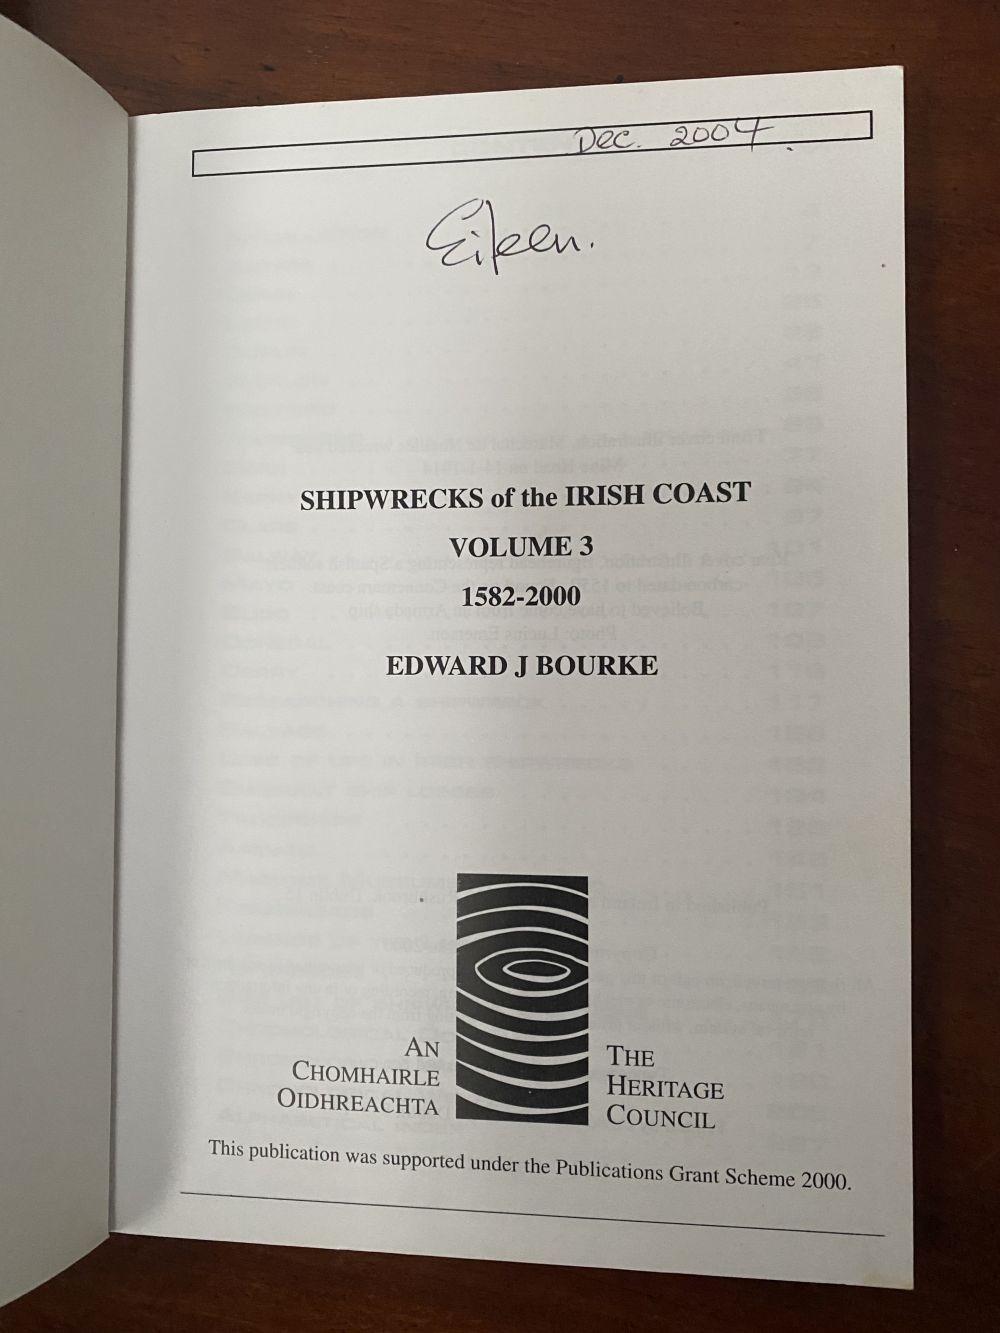 Dec. 2004.
Eileen.
SHIPWRECKS of the IRISH COAST
VOLUME 3
1582-2000
EDWARD J BOURKE
AN
CHOMHAIRLE
OIDHREACHTA
THE
HERITAGE
COUNCIL
This publication was supported under the Publications Grant Scheme 2000.